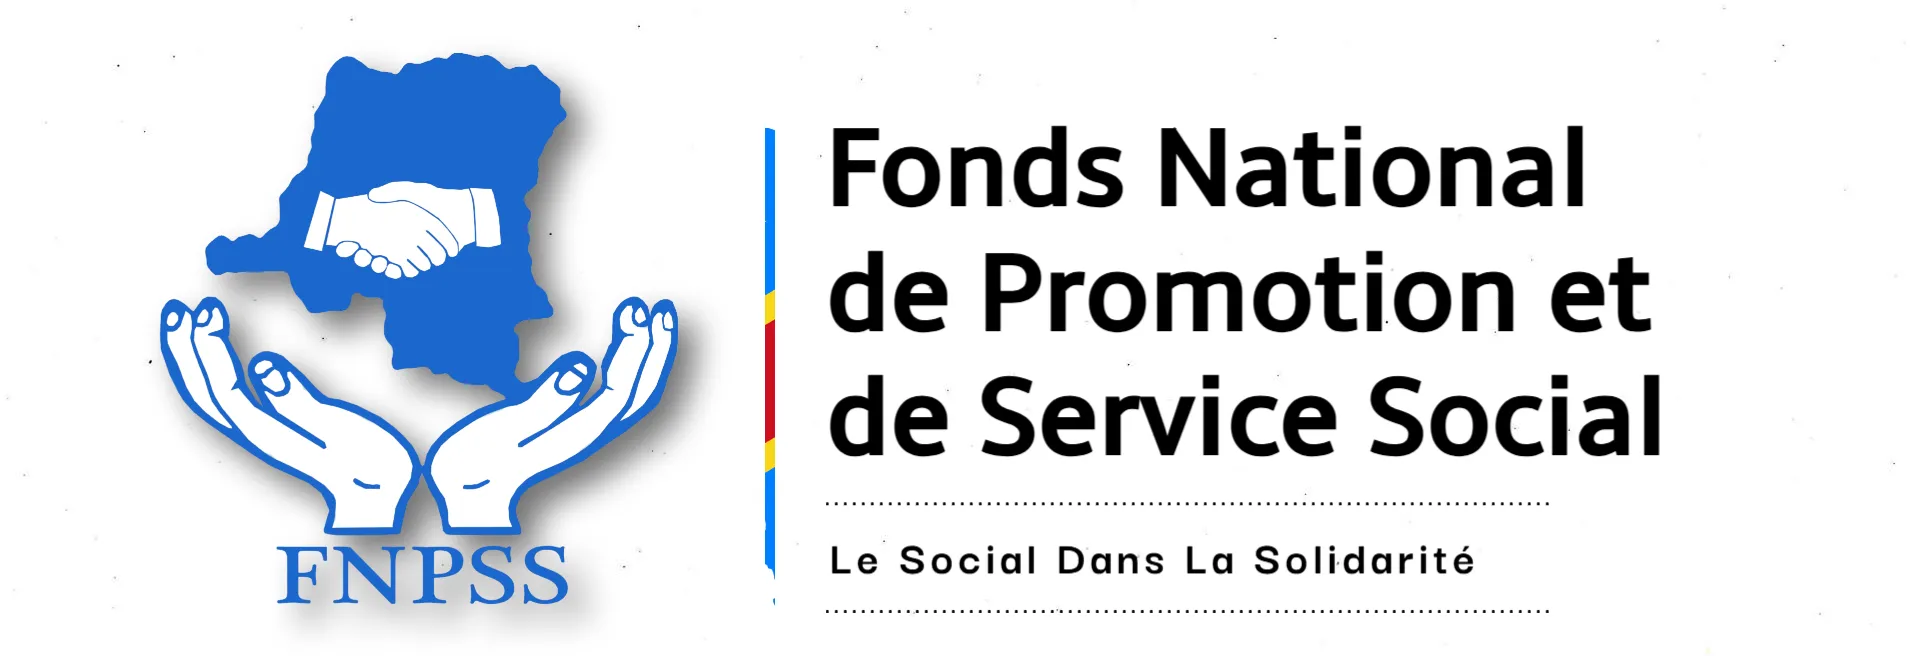 FNPSS
Fonds National
de Promotion et
de Service Social
Le Social Dans La Solidarité